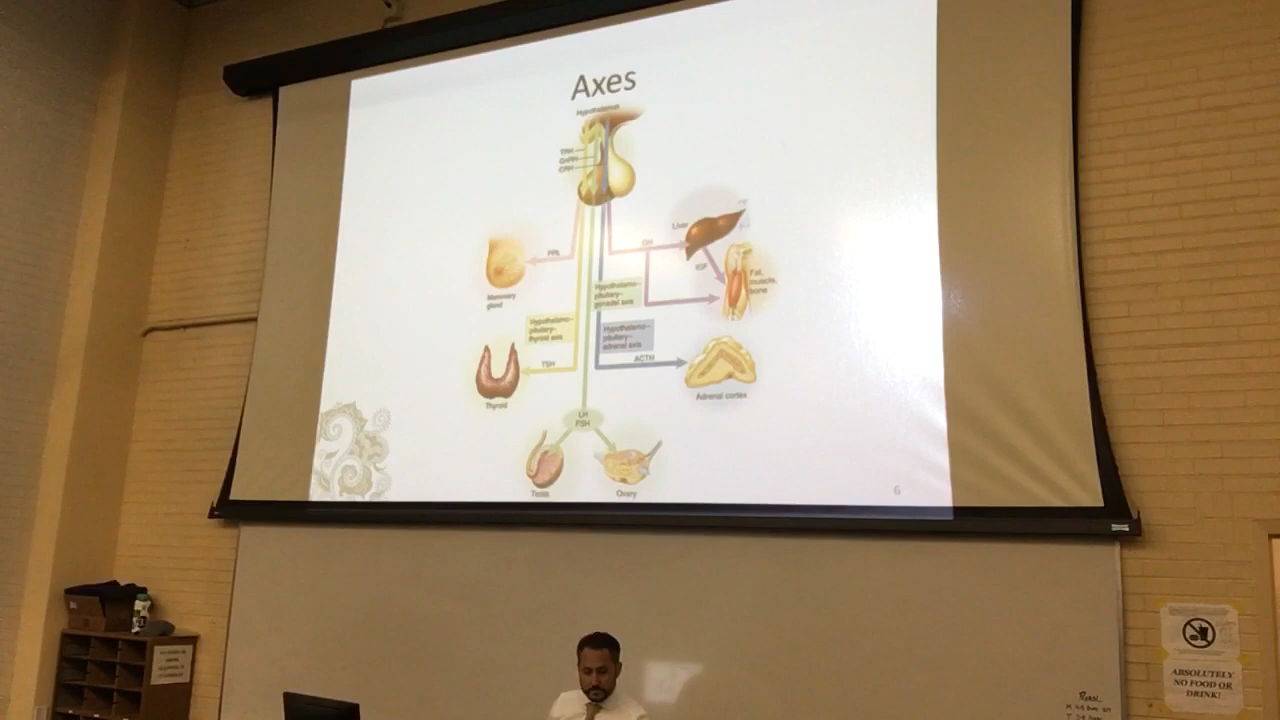 Axes
Hypothalamus
TRH
GnRH
CRH
Liver
GH
PRL
IGF
Fat,
muscle,
bone
Mammary
gland
Hypothalamo-
pituitary-
gonadal axis
Hypothalamo-
pituitary-
thyroid axis
Hypothalamo-
pituitary-
adrenal axis
TSH
ACTH
Thyroid
Adrenal cortex
LH
FSH
Testis
Ovary
6
ABSOLUTELY
NO FOOD OR
DRINK!